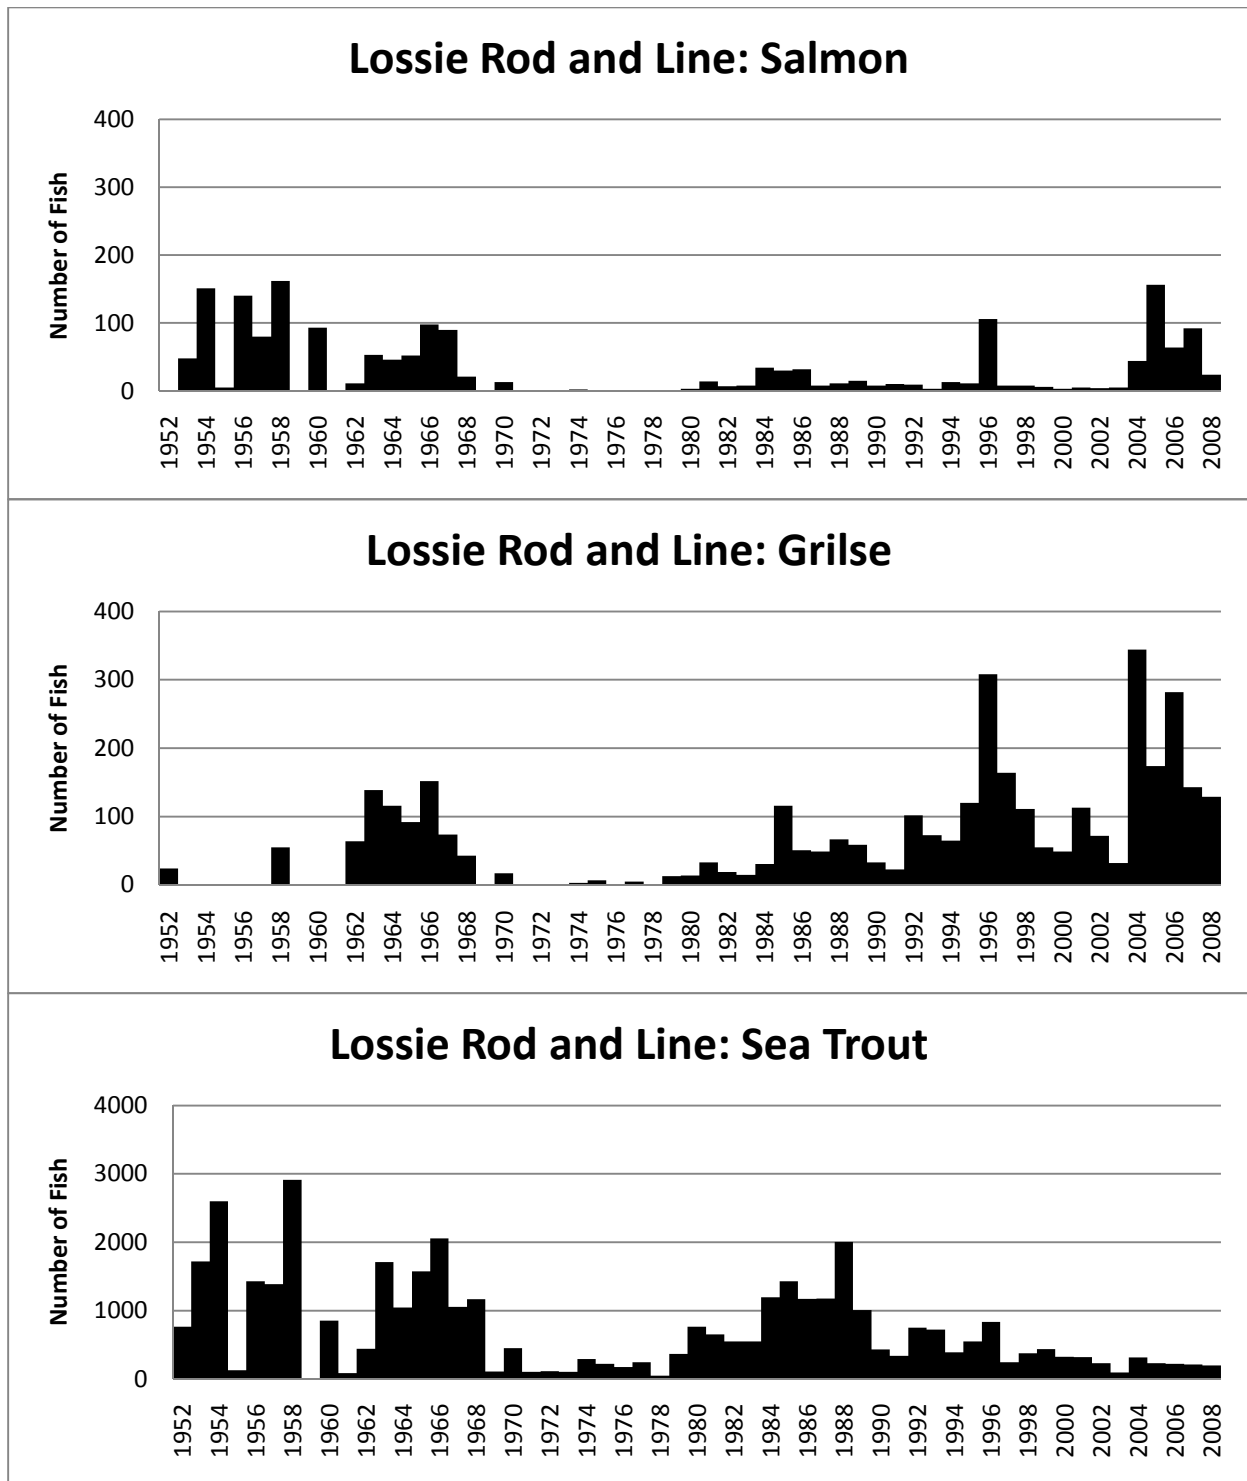 Lossie Rod and Line: Salmon
Number of Fish
400
300
200
100
0
1952 1954 1956 1958 1960 1962 1964 1966 1968 1970 1972 1974 1976 1978 1980 1982 1984 1986 1988 1990 1992 1994 1996 1998 2000 2002 2004 2006 2008
Lossie Rod and Line: Grilse
Number of Fish
400
300
200
100
0
1952 1954 1956 1958 1960 1962 1964 1966 1968 1970 1972 1974 1976 1978 1980 1982 1984 1986 1988 1990 1992 1994 1996 1998 2000 2002 2004 2006 2008
Lossie Rod and Line: Sea Trout
Number of Fish
4000
3000
2000
1000
0
1952 1954 1956 1958 1960 1962 1964 1966 1968 1970 1972 1974 1976 1978 1980 1982 1984 1986 1988 1990 1992 1994 1996 1998 2000 2002 2004 2006 2008